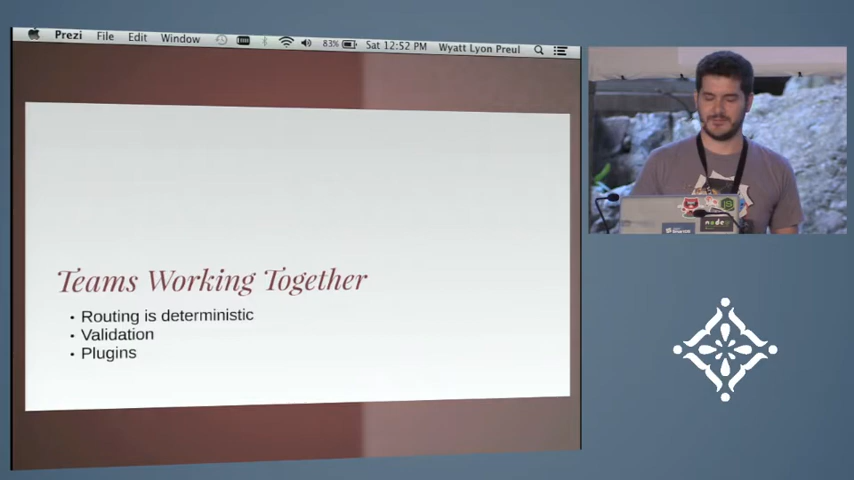 Prezi File Edit Window 83% Sat 12:52 PM Wyatt Lyon Preul
Teams Working Together
• Routing is deterministic
• Validation
• Plugins
node